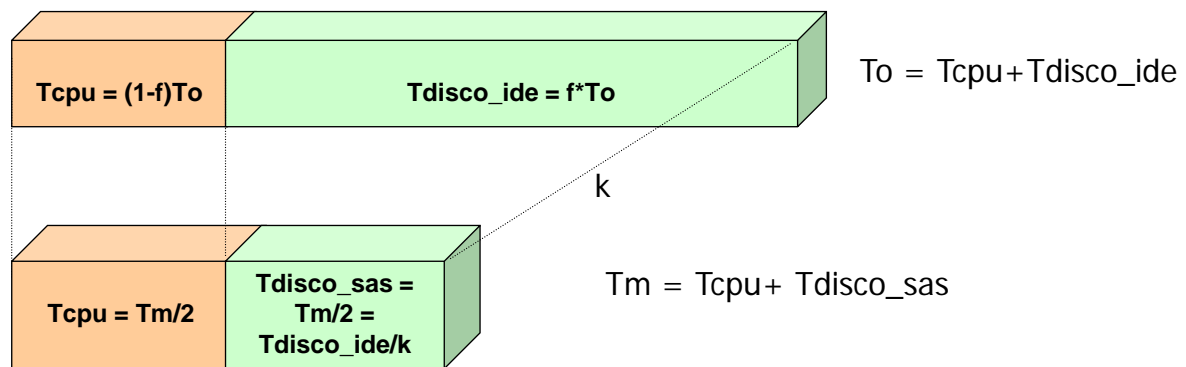 Tcpu = (1-f)To
Tdisco_ide = f*To
To = Tcpu+Tdisco_ide
k
Tcpu = Tm/2
Tdisco_sas =
Tm/2 =
Tdisco_ide/k
Tm = Tcpu+ Tdisco_sas